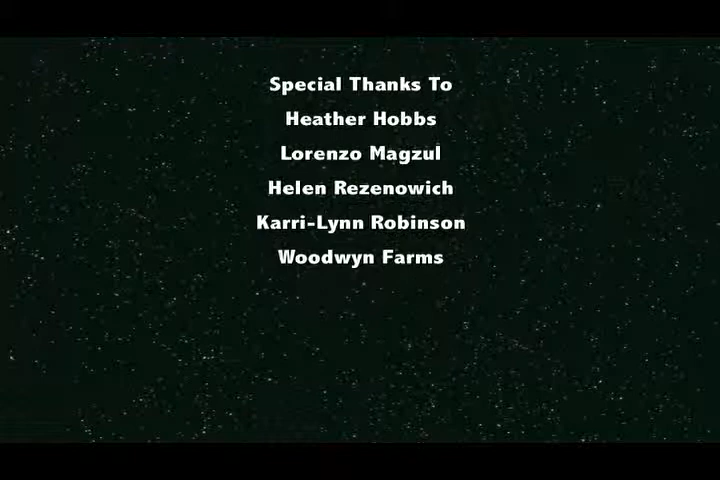 Special Thanks To
Heather Hobbs
Lorenzo Magzul
Helen Rezenowich
Karri-Lynn Robinson
Woodwyn Farms